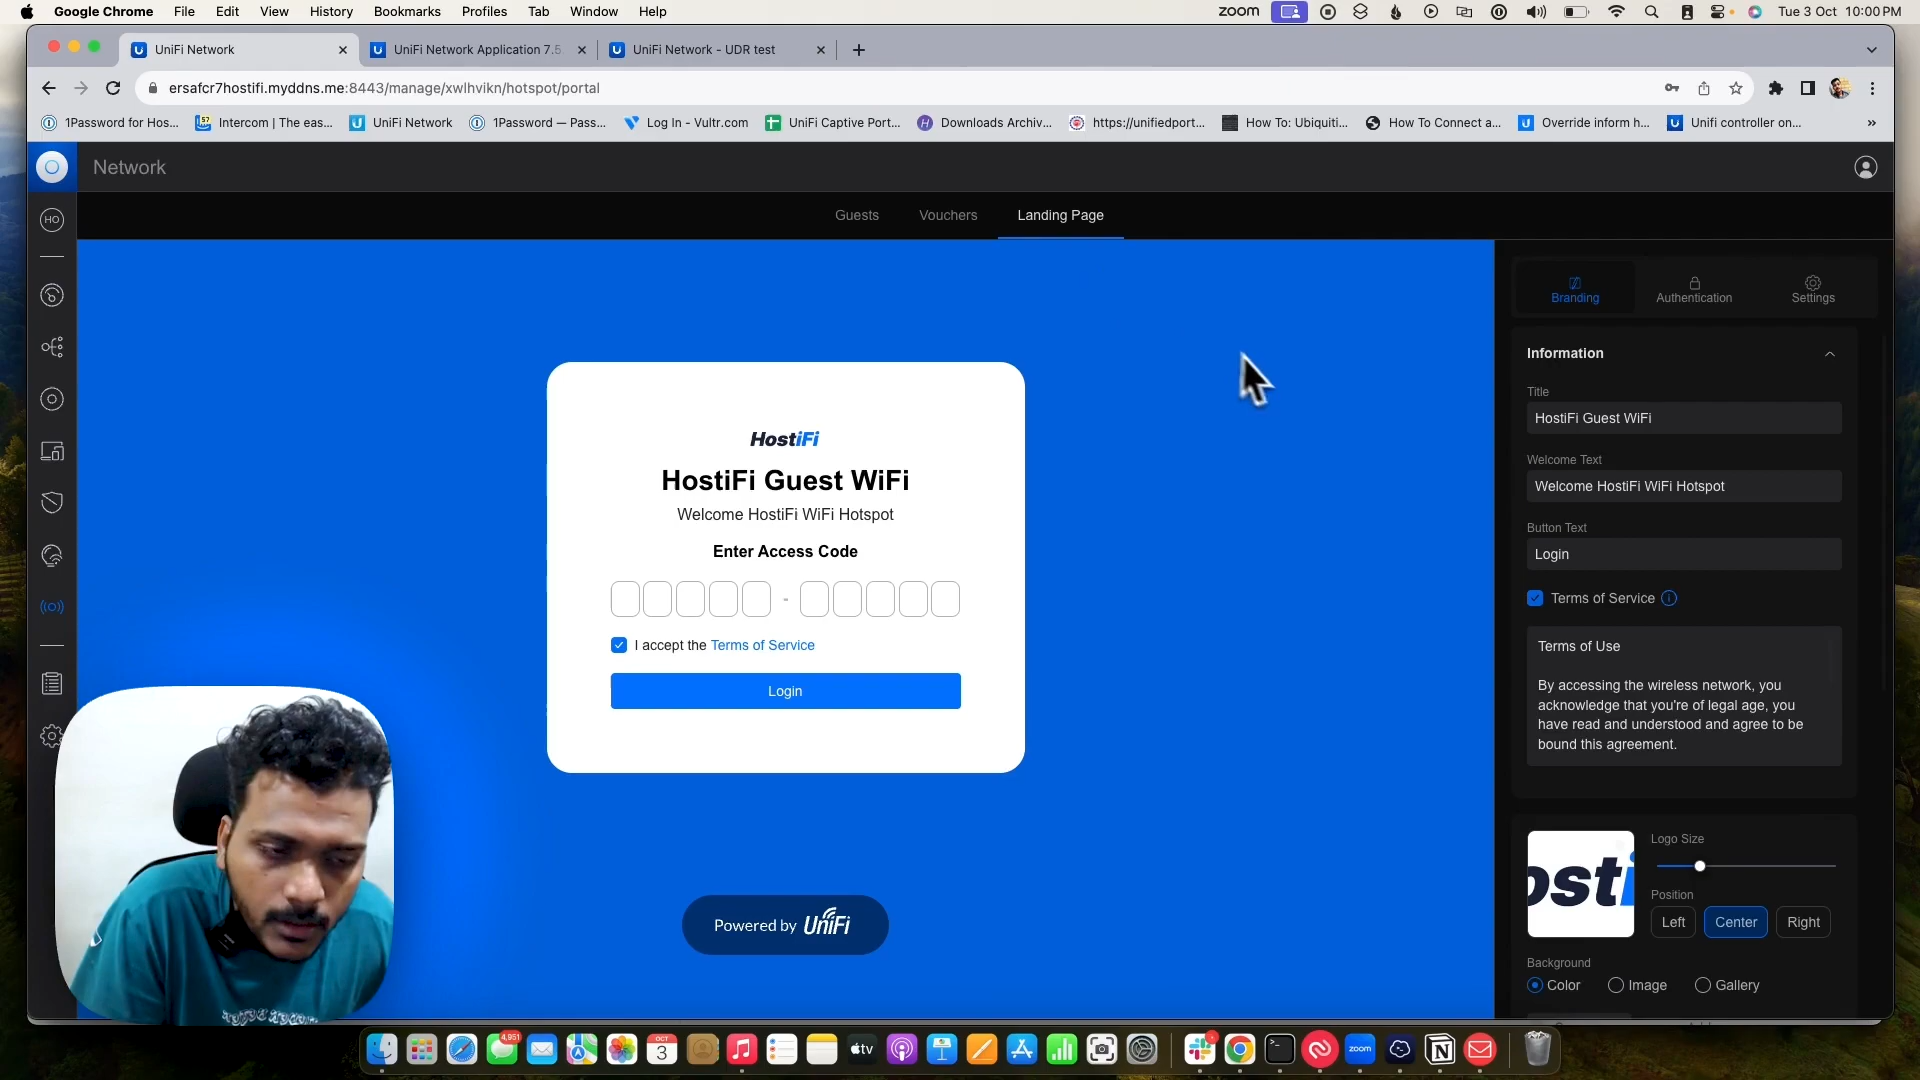 Google Chrome File Edit View History Bookmarks Profiles Tab Window Help
zoom Tue 3 Oct 10:00 PM
UniFi Network
UniFi Network Application 7.5
UniFi Network - UDR test
ersafcr7hostifi.myddns.me:8443/manage/xwlhvikn/hotspot/portal
1Password for Hos...
Intercom | The eas...
UniFi Network
1Password — Pass...
Log In - Vultr.com
UniFi Captive Port...
Downloads Archiv...
https://unifiedport...
How To: Ubiquiti...
How To Connect a...
Override inform h...
Unifi controller on...
Network
HO
Guests
Vouchers
Landing Page
HostiFi
HostiFi Guest WiFi
Welcome HostiFi WiFi Hotspot
Enter Access Code
-
I accept the Terms of Service
Login
Powered by UniFi
Branding
Authentication
Settings
Information
Title
HostiFi Guest WiFi
Welcome Text
Welcome HostiFi WiFi Hotspot
Button Text
Login
Terms of Service
Terms of Use
By accessing the wireless network, you
acknowledge that you're of legal age, you
have read and understood and agree to be
bound this agreement.
osti
Logo Size
Position
Left
Center
Right
Background
Color
Image
Gallery
4,951
OCT
3
tv
zoom